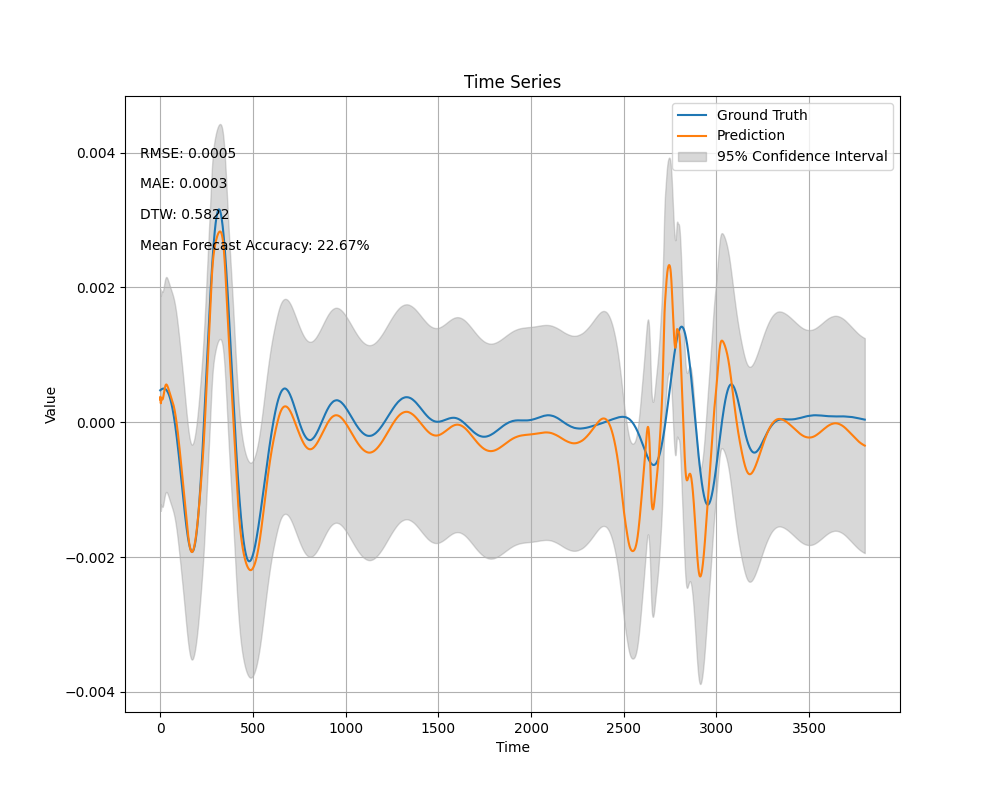 Time Series
Ground Truth
Prediction
95% Confidence Interval
RMSE: 0.0005
MAE: 0.0003
DTW: 0.5822
Mean Forecast Accuracy: 22.67%
0.004
0.002
0.000
−0.002
−0.004
Value
0 500 1000 1500 2000 2500 3000 3500
Time